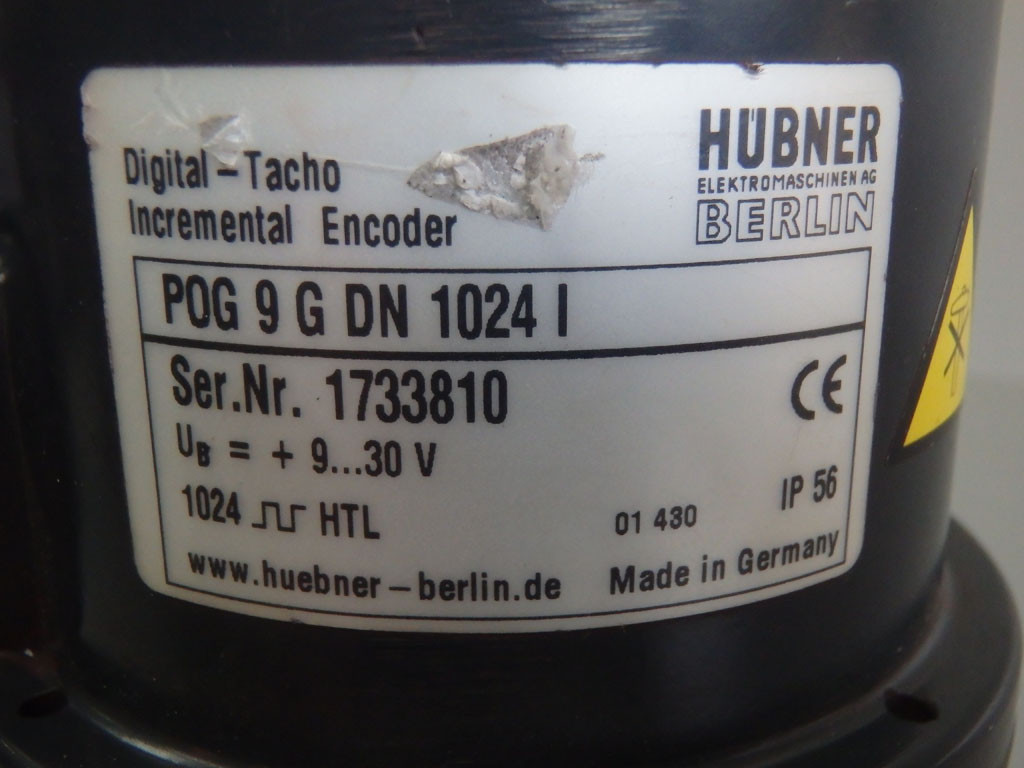 HÜBNER
ELEKTROMASCHINEN AG
BERLIN
Digital – Tacho
Incremental Encoder
POG 9 G DN 1024 I
Ser.Nr. 1733810
CE
UB = + 9...30 V
1024 HTL
01 430
IP 56
www.huebner–berlin.de
Made in Germany